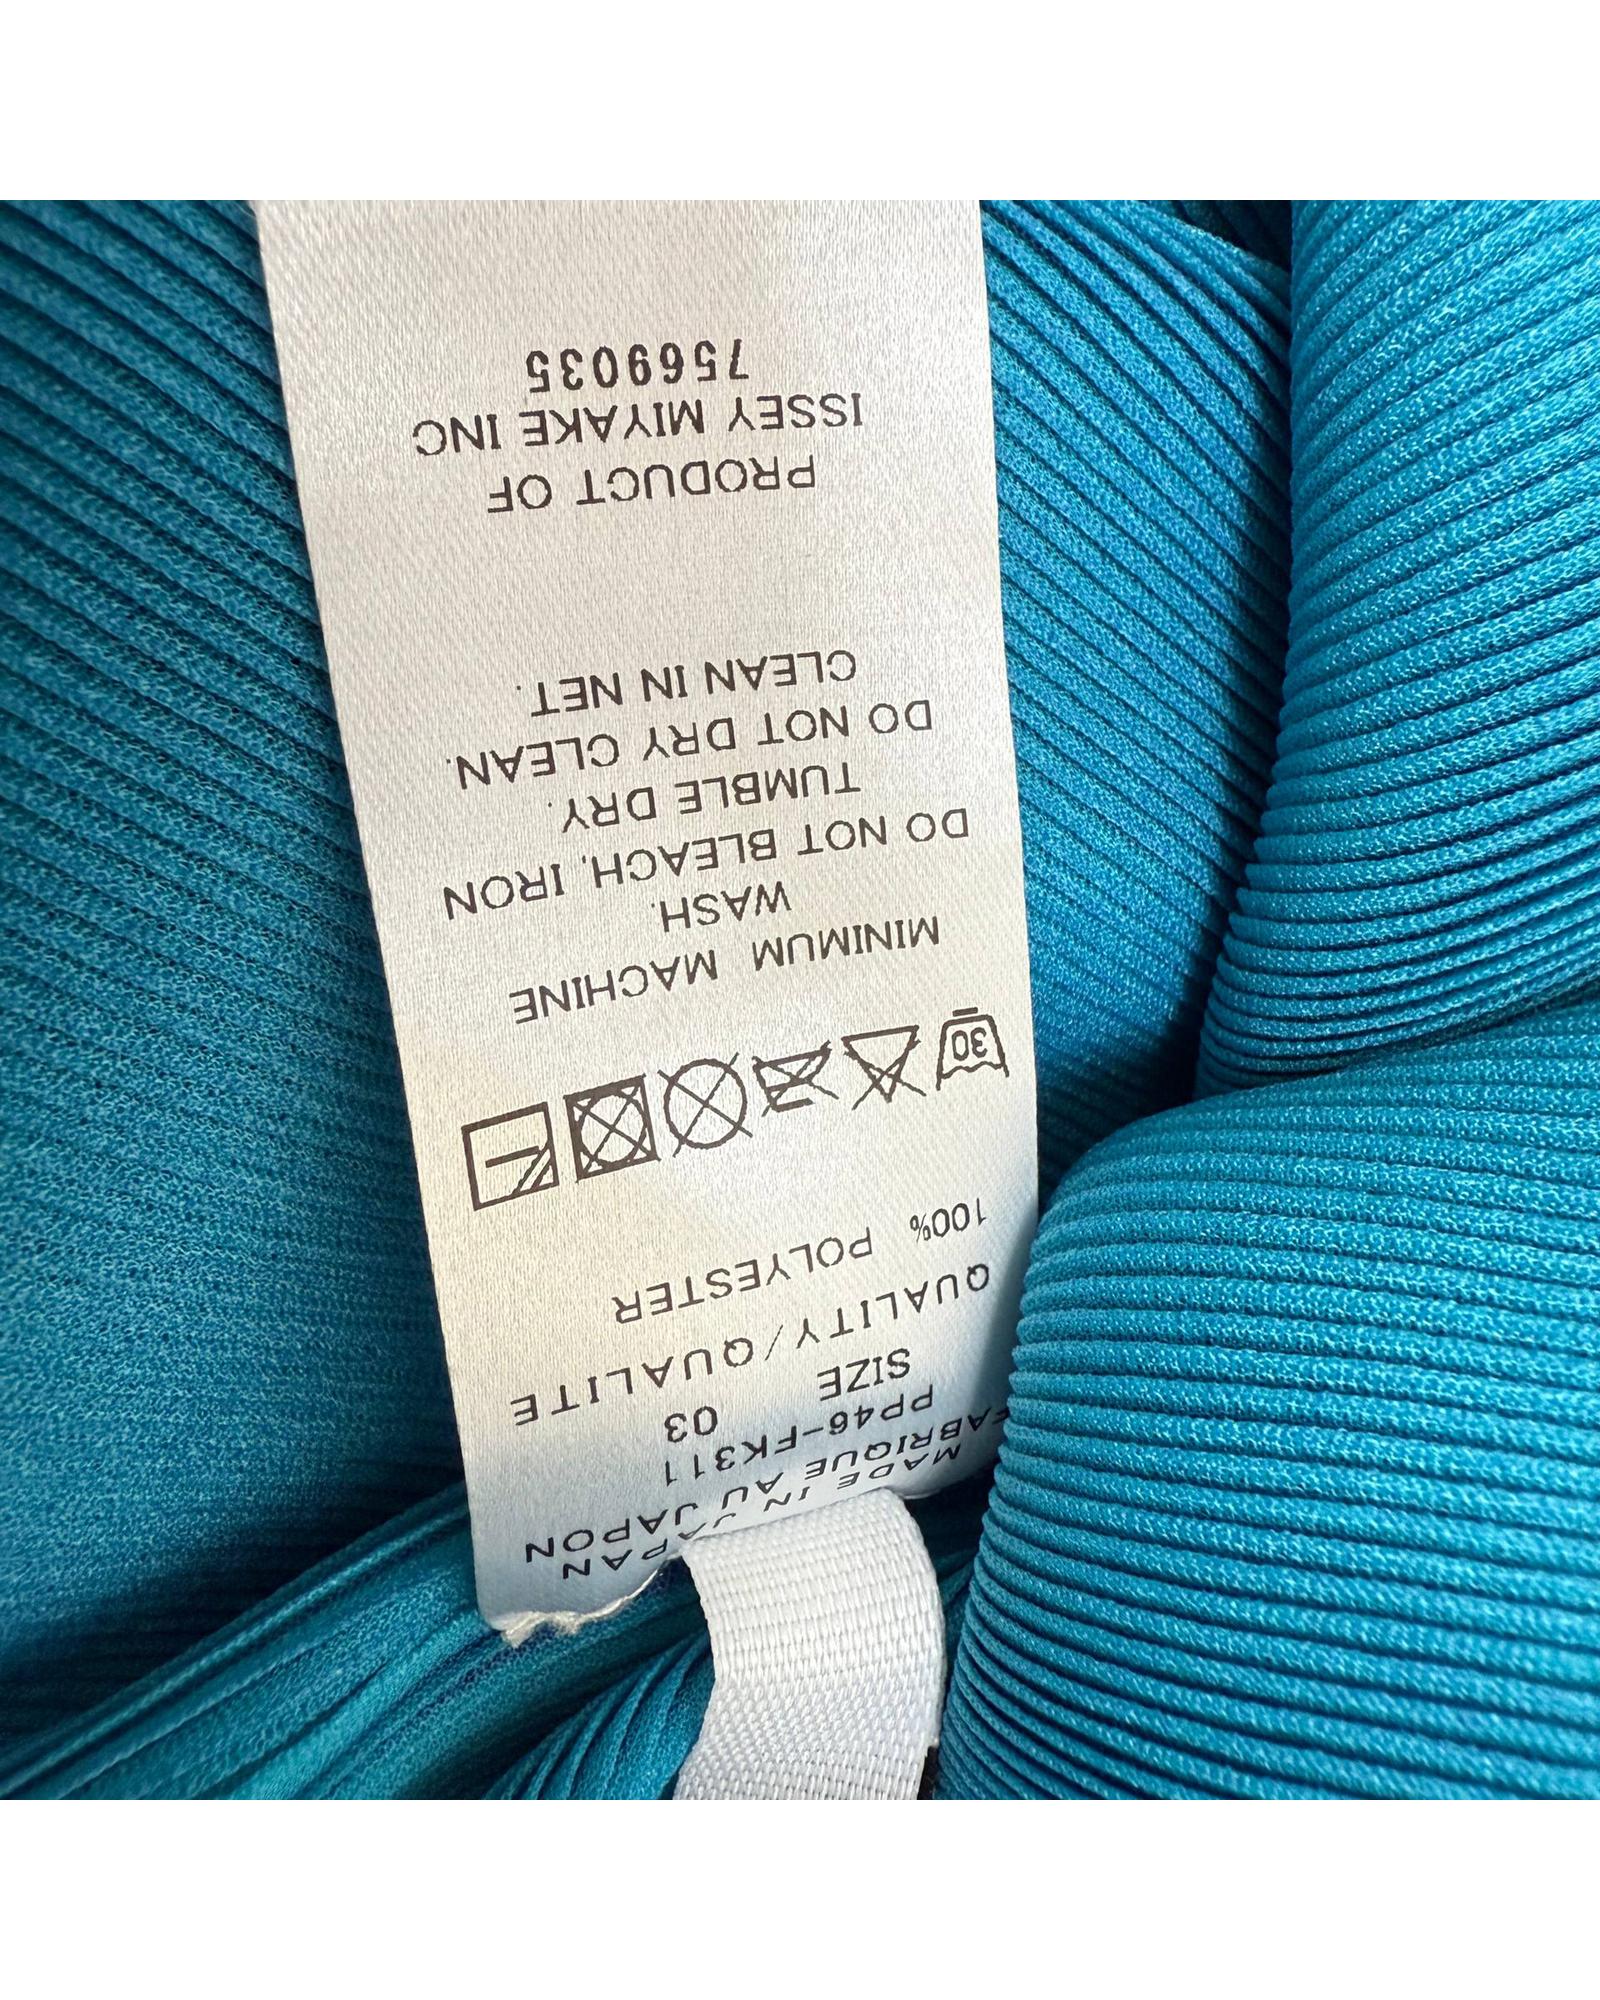 MADE IN JAPAN
FABRIQUE AU JAPON
PP46-FK311
SIZE 03
QUALITY/QUALITE
100% POLYESTER
30
MINIMUM MACHINE
WASH.
DO NOT BLEACH, IRON
TUMBLE DRY.
DO NOT DRY CLEAN.
CLEAN IN NET.
PRODUCT OF
ISSEY MIYAKE INC
7569035